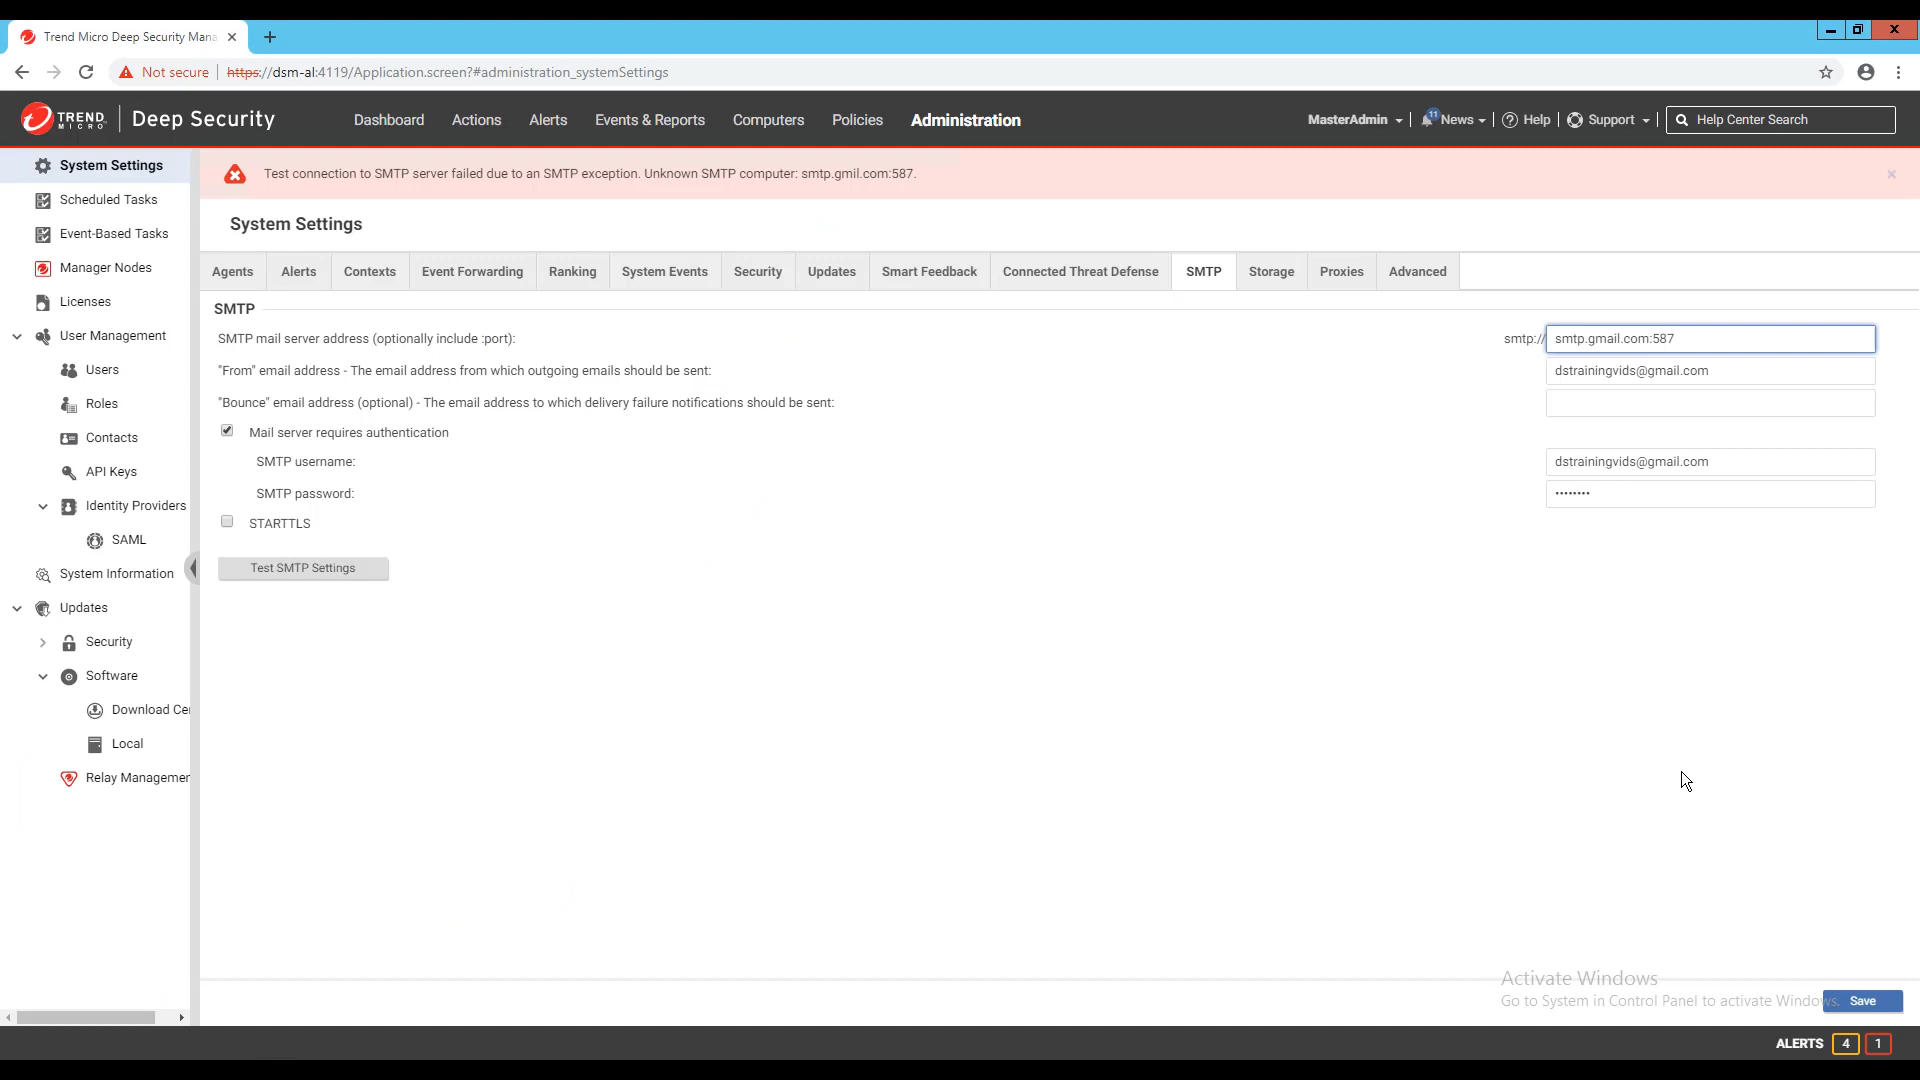 Trend Micro Deep Security Mana
Not secure https://dsm-al:4119/Application.screen?#administration_systemSettings
TREND MICRO Deep Security Dashboard Actions Alerts Events & Reports Computers Policies Administration MasterAdmin 11 News Help Support Help Center Search
System Settings
Scheduled Tasks
Event-Based Tasks
Manager Nodes
Licenses
User Management
Users
Roles
Contacts
API Keys
Identity Providers
SAML
System Information
Updates
Security
Software
Download Cen
Local
Relay Managemen
Test connection to SMTP server failed due to an SMTP exception. Unknown SMTP computer: smtp.gmil.com:587.
System Settings
Agents Alerts Contexts Event Forwarding Ranking System Events Security Updates Smart Feedback Connected Threat Defense SMTP Storage Proxies Advanced
SMTP
SMTP mail server address (optionally include :port): smtp:// smtp.gmail.com:587
"From" email address - The email address from which outgoing emails should be sent: dstrainingvids@gmail.com
"Bounce" email address (optional) - The email address to which delivery failure notifications should be sent:
Mail server requires authentication
SMTP username: dstrainingvids@gmail.com
SMTP password: ••••••••
STARTTLS
Test SMTP Settings
Activate Windows
Go to System in Control Panel to activate Windows.
Save
ALERTS 4 1